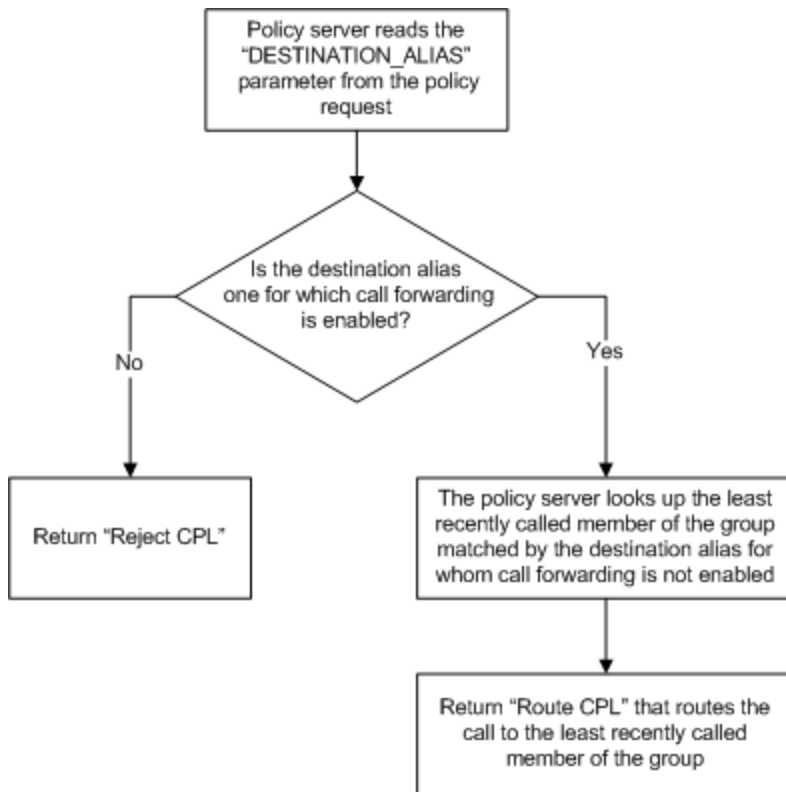 Policy server reads the
“DESTINATION_ALIAS”
parameter from the policy
request
Is the destination alias
one for which call forwarding
is enabled?
No
Yes
Return “Reject CPL”
The policy server looks up the least
recently called member of the group
matched by the destination alias for
whom call forwarding is not enabled
Return “Route CPL” that routes the
call to the least recently called
member of the group